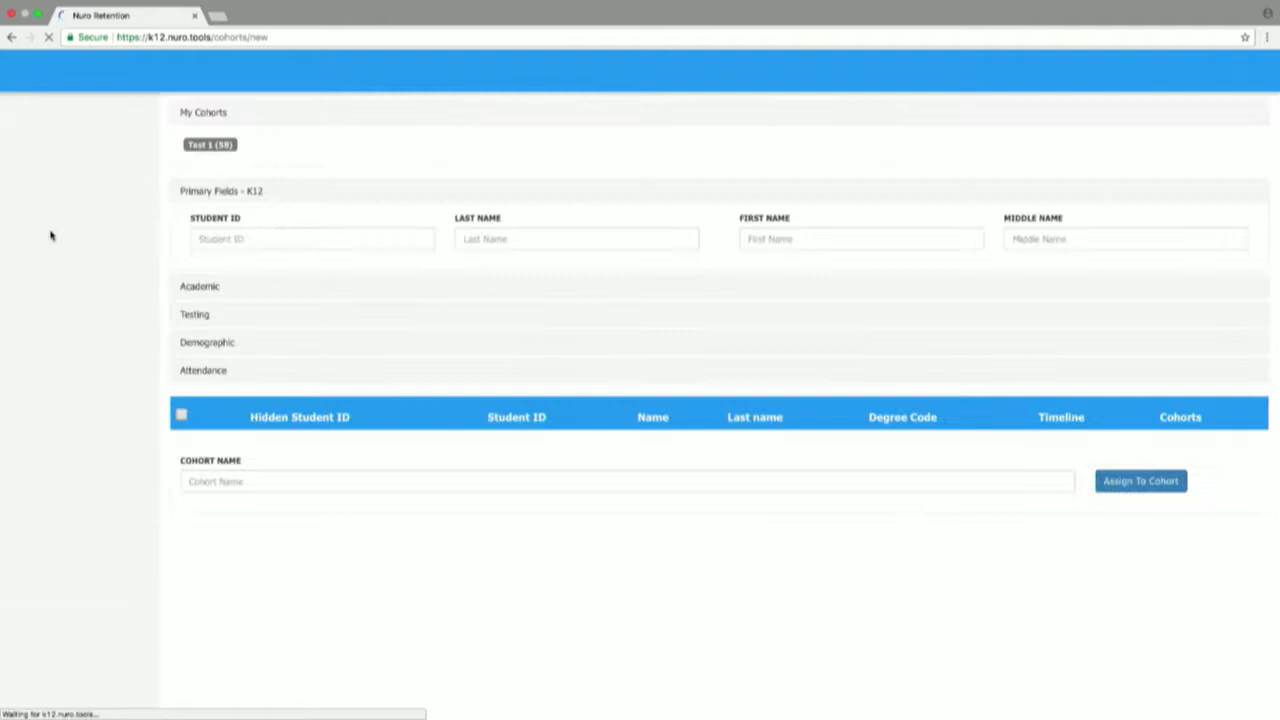 Nuro Retention
Secure https://k12.nuro.tools/cohorts/new
My Cohorts
Test 1 (58)
Primary Fields - K12
STUDENT ID LAST NAME FIRST NAME MIDDLE NAME
Student ID Last Name First Name Middle Name
Academic
Testing
Demographic
Attendance
Hidden Student ID Student ID Name Last name Degree Code Timeline Cohorts
COHORT NAME
Cohort Name Assign To Cohort
Waiting for k12.nuro.tools...